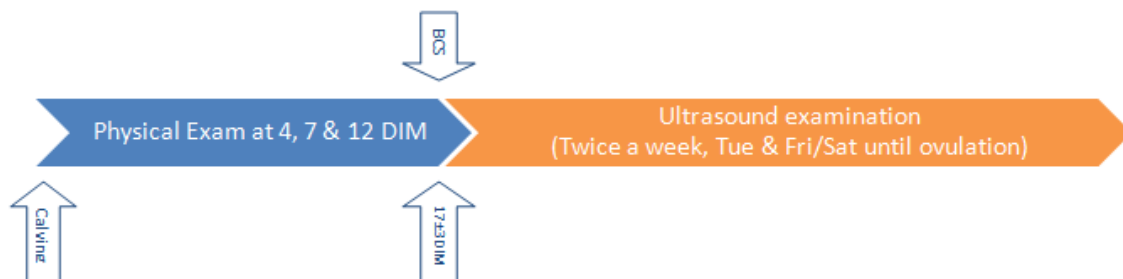 BCS
Physical Exam at 4, 7 & 12 DIM
Ultrasound examination
(Twice a week, Tue & Fri/Sat until ovulation)
Calving
17±3DIM